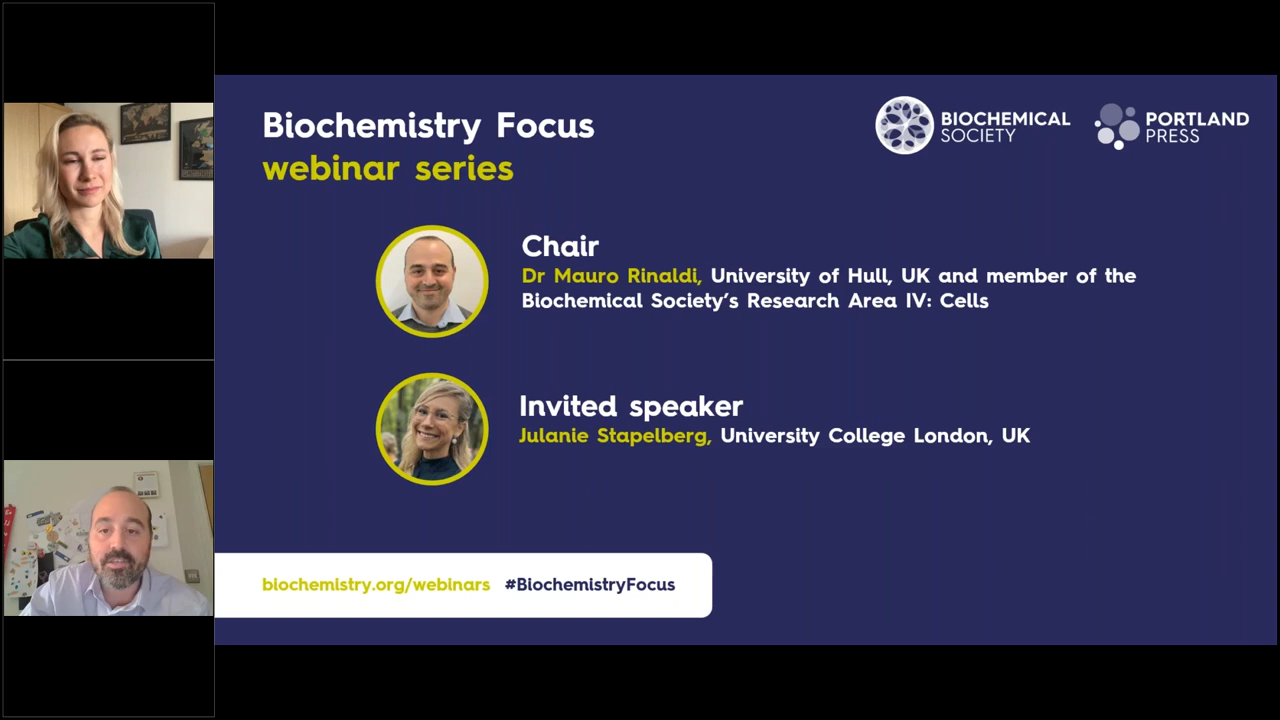 Biochemistry Focus
webinar series
BIOCHEMICAL
SOCIETY
PORTLAND
PRESS
Chair
Dr Mauro Rinaldi, University of Hull, UK and member of the
Biochemical Society’s Research Area IV: Cells
Invited speaker
Julanie Stapelberg, University College London, UK
biochemistry.org/webinars #BiochemistryFocus